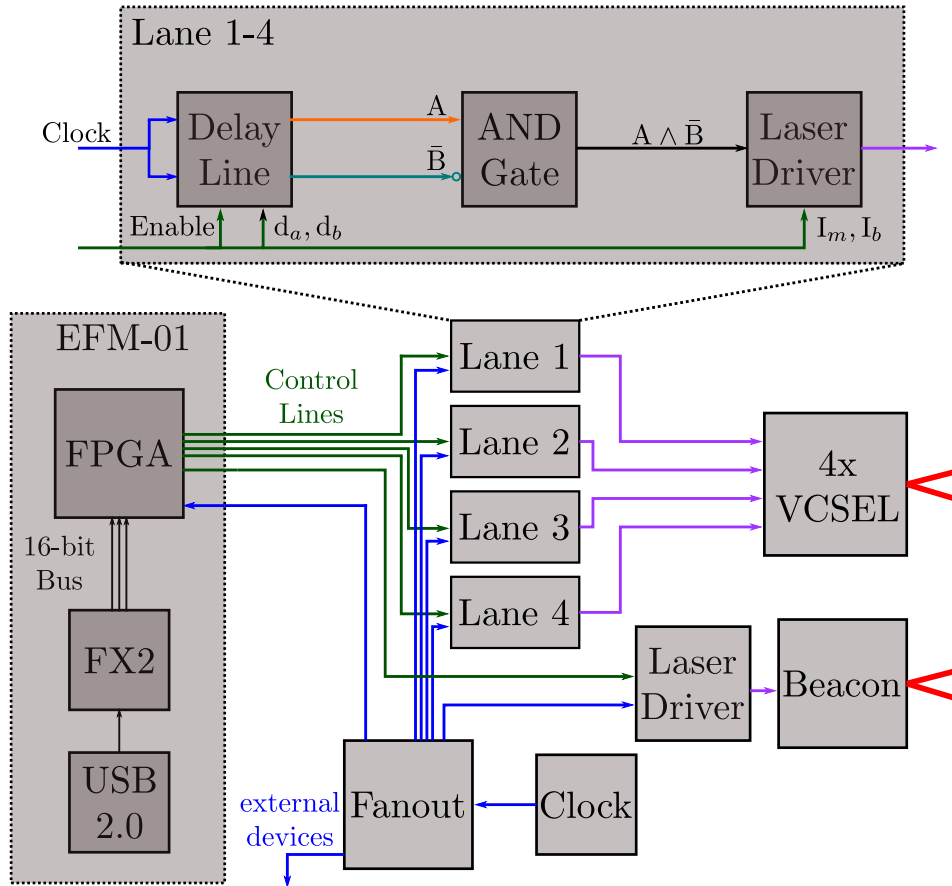 Lane 1-4
Clock
Delay
Line
A
B̄
AND
Gate
A ∧ B̄
Laser
Driver
Enable
d_a, d_b
I_m, I_b
EFM-01
FPGA
Control
Lines
16-bit
Bus
FX2
USB
2.0
Lane 1
Lane 2
Lane 3
Lane 4
4x
VCSEL
Laser
Driver
Beacon
Fanout
Clock
external
devices